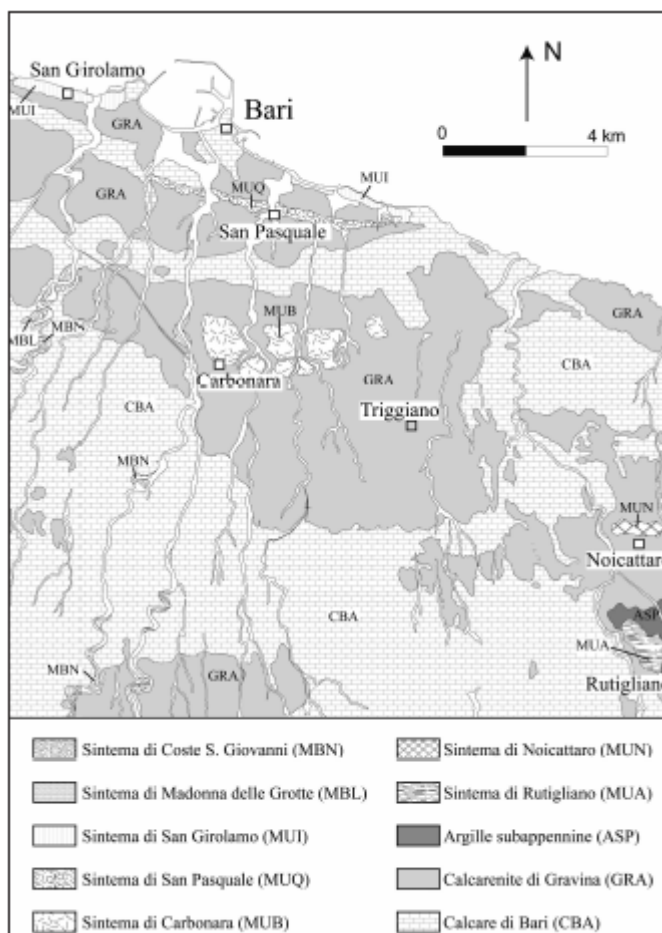 San Girolamo
N
MUI
GRA
Bari
0 4 km
GRA
MUQ
MUI
San Pasquale
MUB
GRA
MBL
MBN
CBA
Carbonara
GRA
CBA
Triggiano
MBN
MUN
Noicattaro
CBA
ASP
MUA
MBN
GRA
Rutigliano
Sintema di Coste S. Giovanni (MBN)
Sintema di Madonna delle Grotte (MBL)
Sintema di San Girolamo (MUI)
Sintema di San Pasquale (MUQ)
Sintema di Carbonara (MUB)
Sintema di Noicattaro (MUN)
Sintema di Rutigliano (MUA)
Argille subappennine (ASP)
Calcarenite di Gravina (GRA)
Calcare di Bari (CBA)